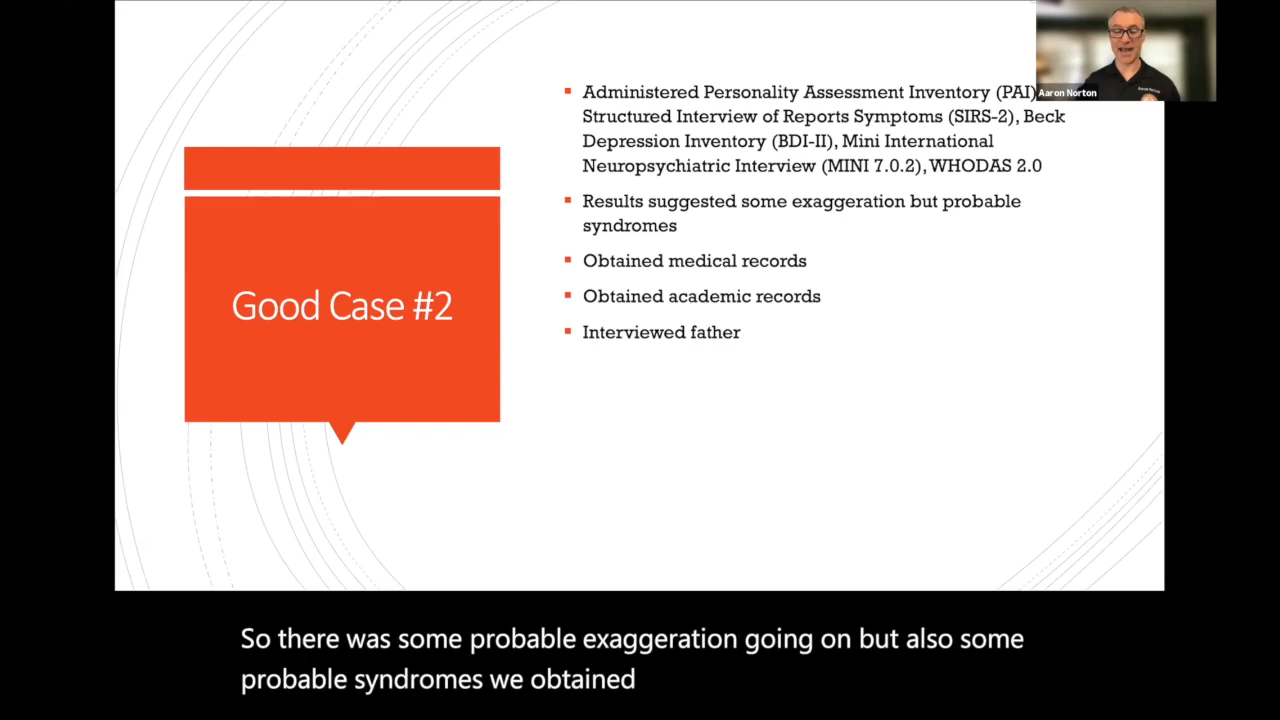 Administered Personality Assessment Inventory (PAI)
Structured Interview of Reports Symptoms (SIRS-2), Beck
Depression Inventory (BDI-II), Mini International
Neuropsychiatric Interview (MINI 7.0.2), WHODAS 2.0
Results suggested some exaggeration but probable
syndromes
Obtained medical records
Obtained academic records
Interviewed father
Good Case #2
Aaron Norton
So there was some probable exaggeration going on but also some
probable syndromes we obtained